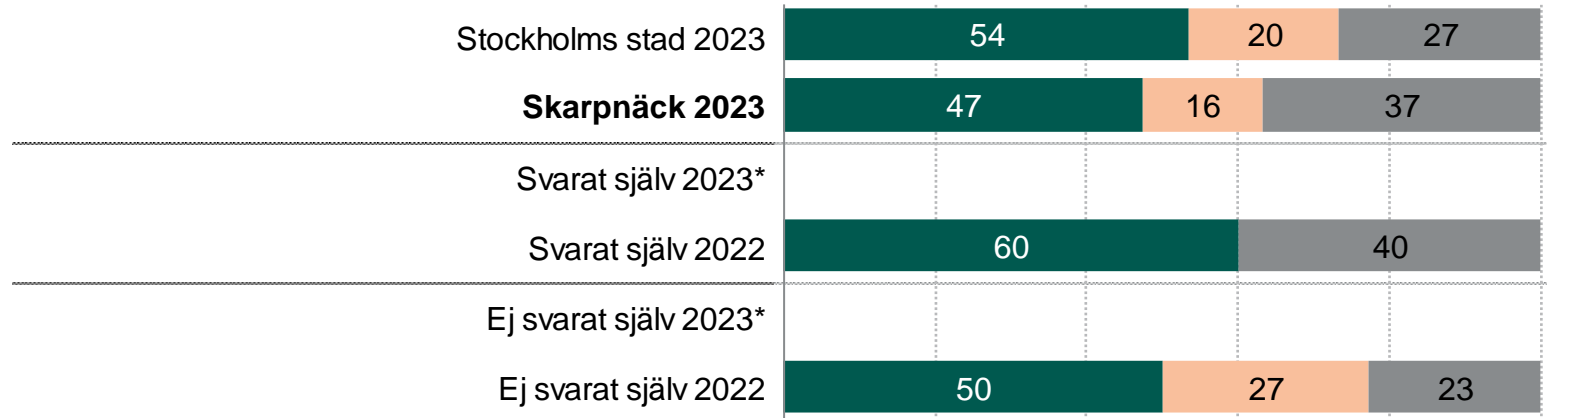 Stockholms stad 2023 54 20 27
Skarpnäck 2023 47 16 37
Svarat själv 2023*
Svarat själv 2022 60 40
Ej svarat själv 2023*
Ej svarat själv 2022 50 27 23